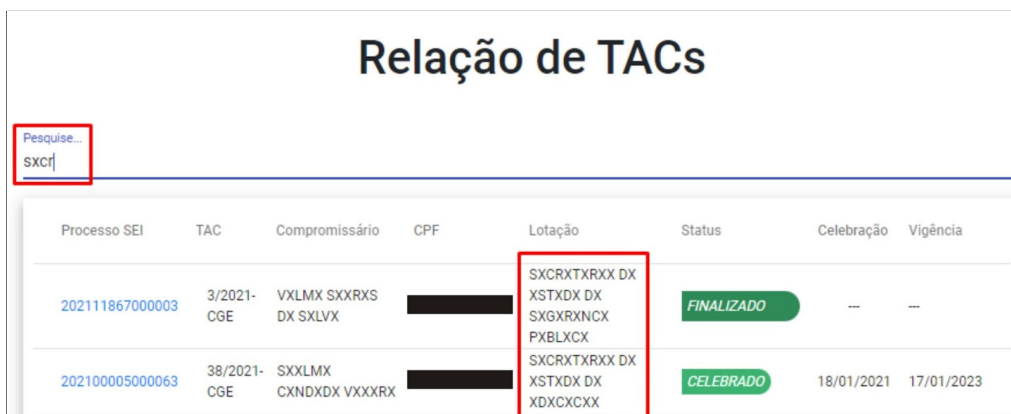 Relação de TACs
Pesquise...
sxcr
Processo SEI TAC Compromissário CPF Lotação Status Celebração Vigência
202111867000003 3/2021-CGE VXLMX SXXRXS DX SXLVX SXCRXTXRXX DX XSTXDX DX SXGXRXNCX PXBLXCX FINALIZADO --- ---
202100005000063 38/2021-CGE SXXLMX CXNDXDX VXXXRX SXCRXTXRXX DX XSTXDX DX XDXCXCXX CELEBRADO 18/01/2021 17/01/2023